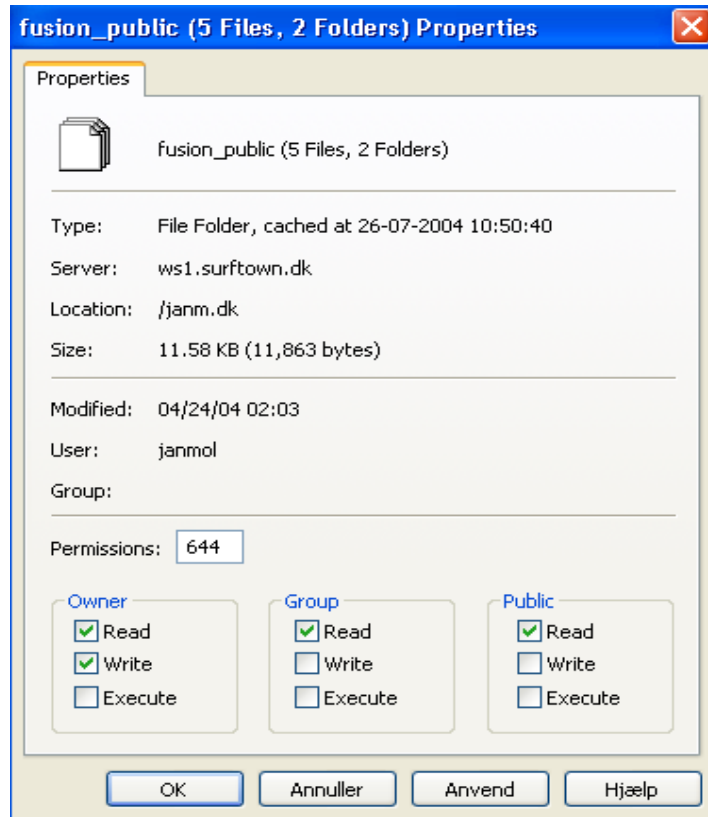 fusion_public (5 Files, 2 Folders) Properties
Properties
fusion_public (5 Files, 2 Folders)
Type: File Folder, cached at 26-07-2004 10:50:40
Server: ws1.surftown.dk
Location: /janm.dk
Size: 11.58 KB (11,863 bytes)
Modified: 04/24/04 02:03
User: janmol
Group:
Permissions: 644
Owner Group Public
Read Read Read
Write Write Write
Execute Execute Execute
OK Annuller Anvend Hjælp